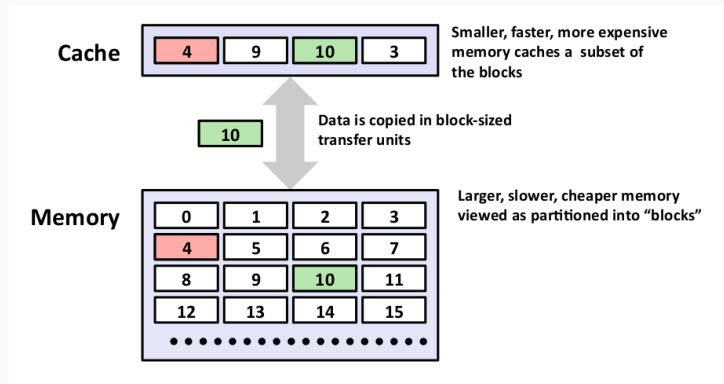 Cache
4 9 10 3
Smaller, faster, more expensive
memory caches a subset of
the blocks
10
Data is copied in block-sized
transfer units
Memory
0 1 2 3
4 5 6 7
8 9 10 11
12 13 14 15
Larger, slower, cheaper memory
viewed as partitioned into “blocks”